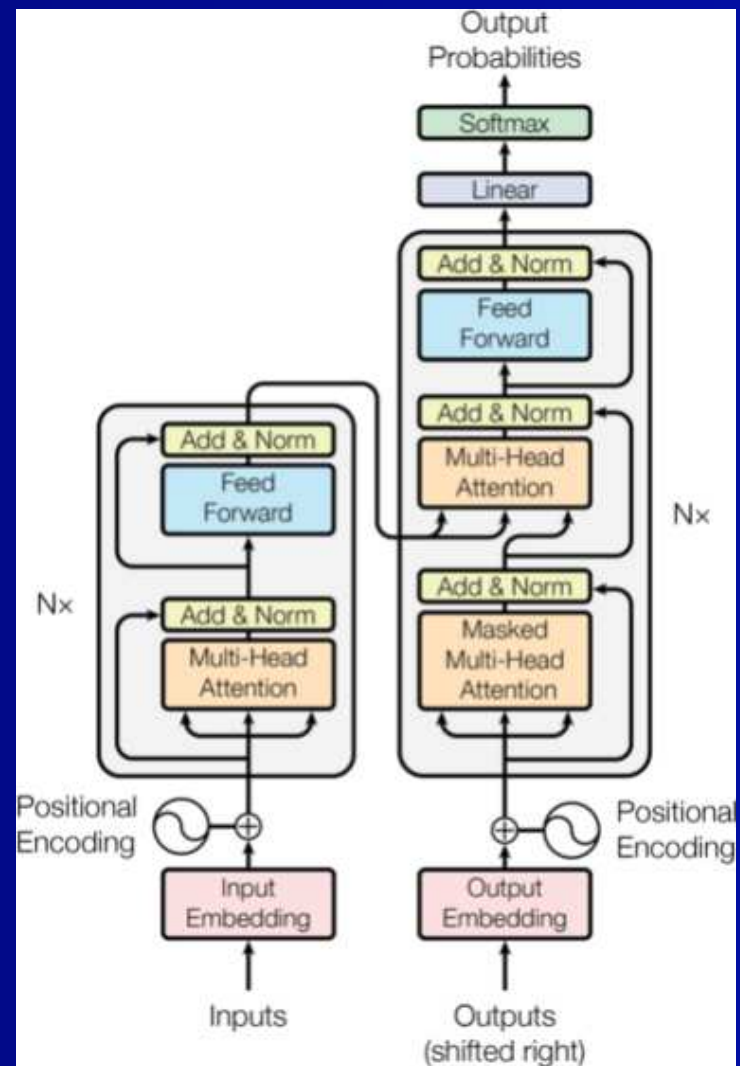 Output
Probabilities
Softmax
Linear
Add & Norm
Feed
Forward
Add & Norm
Multi-Head
Attention
Add & Norm
Masked
Multi-Head
Attention
Nx
Add & Norm
Feed
Forward
Add & Norm
Multi-Head
Attention
Nx
Positional
Encoding
Positional
Encoding
Input
Embedding
Output
Embedding
Inputs
Outputs
(shifted right)